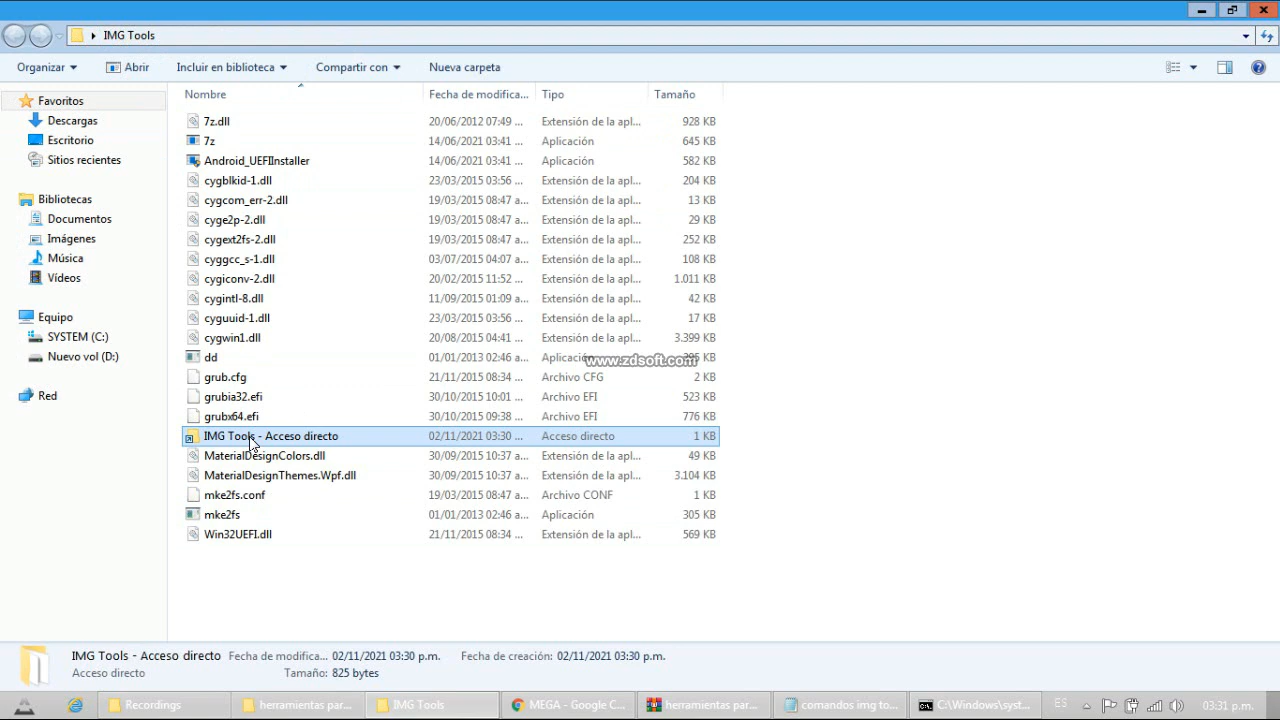 IMG Tools
Organizar Abrir Incluir en biblioteca Compartir con Nueva carpeta
Favoritos
Descargas
Escritorio
Sitios recientes
Bibliotecas
Documentos
Imágenes
Música
Vídeos
Equipo
SYSTEM (C:)
Nuevo vol (D:)
Red
Nombre Fecha de modifica... Tipo Tamaño
7z.dll 20/06/2012 07:49 ... Extensión de la apl... 928 KB
7z 14/06/2021 03:41 ... Aplicación 645 KB
Android_UEFIInstaller 14/06/2021 03:41 ... Aplicación 582 KB
cygblkid-1.dll 23/03/2015 03:56 ... Extensión de la apl... 204 KB
cygcom_err-2.dll 19/03/2015 08:47 a... Extensión de la apl... 13 KB
cyge2p-2.dll 19/03/2015 08:47 a... Extensión de la apl... 29 KB
cygext2fs-2.dll 19/03/2015 08:47 a... Extensión de la apl... 252 KB
cyggcc_s-1.dll 03/07/2015 04:07 a... Extensión de la apl... 108 KB
cygiconv-2.dll 20/02/2015 11:52 ... Extensión de la apl... 1.011 KB
cygintl-8.dll 11/09/2015 01:09 a... Extensión de la apl... 42 KB
cyguuid-1.dll 23/03/2015 03:56 ... Extensión de la apl... 17 KB
cygwin1.dll 20/08/2015 04:41 ... Extensión de la apl... 3.399 KB
dd 01/01/2013 02:46 a... Aplicación KB
www.zdsoft.com
grub.cfg 21/11/2015 08:34 ... Archivo CFG 2 KB
grubia32.efi 30/10/2015 10:01 ... Archivo EFI 523 KB
grubx64.efi 30/10/2015 09:38 ... Archivo EFI 776 KB
IMG Tools - Acceso directo 02/11/2021 03:30 ... Acceso directo 1 KB
MaterialDesignColors.dll 30/09/2015 10:37 ... Extensión de la apl... 49 KB
MaterialDesignThemes.Wpf.dll 30/09/2015 10:37 ... Extensión de la apl... 3.104 KB
mke2fs.conf 19/03/2015 08:47 a... Archivo CONF 1 KB
mke2fs 01/01/2013 02:46 a... Aplicación 305 KB
Win32UEFI.dll 21/11/2015 08:34 ... Extensión de la apl... 569 KB
IMG Tools - Acceso directo Fecha de modifica... 02/11/2021 03:30 p.m. Fecha de creación: 02/11/2021 03:30 p.m.
Acceso directo Tamaño: 825 bytes
Recordings herramientas par... IMG Tools MEGA - Google C... herramientas par... comandos img to... C:\Windows\syst... ES 03:31 p.m.